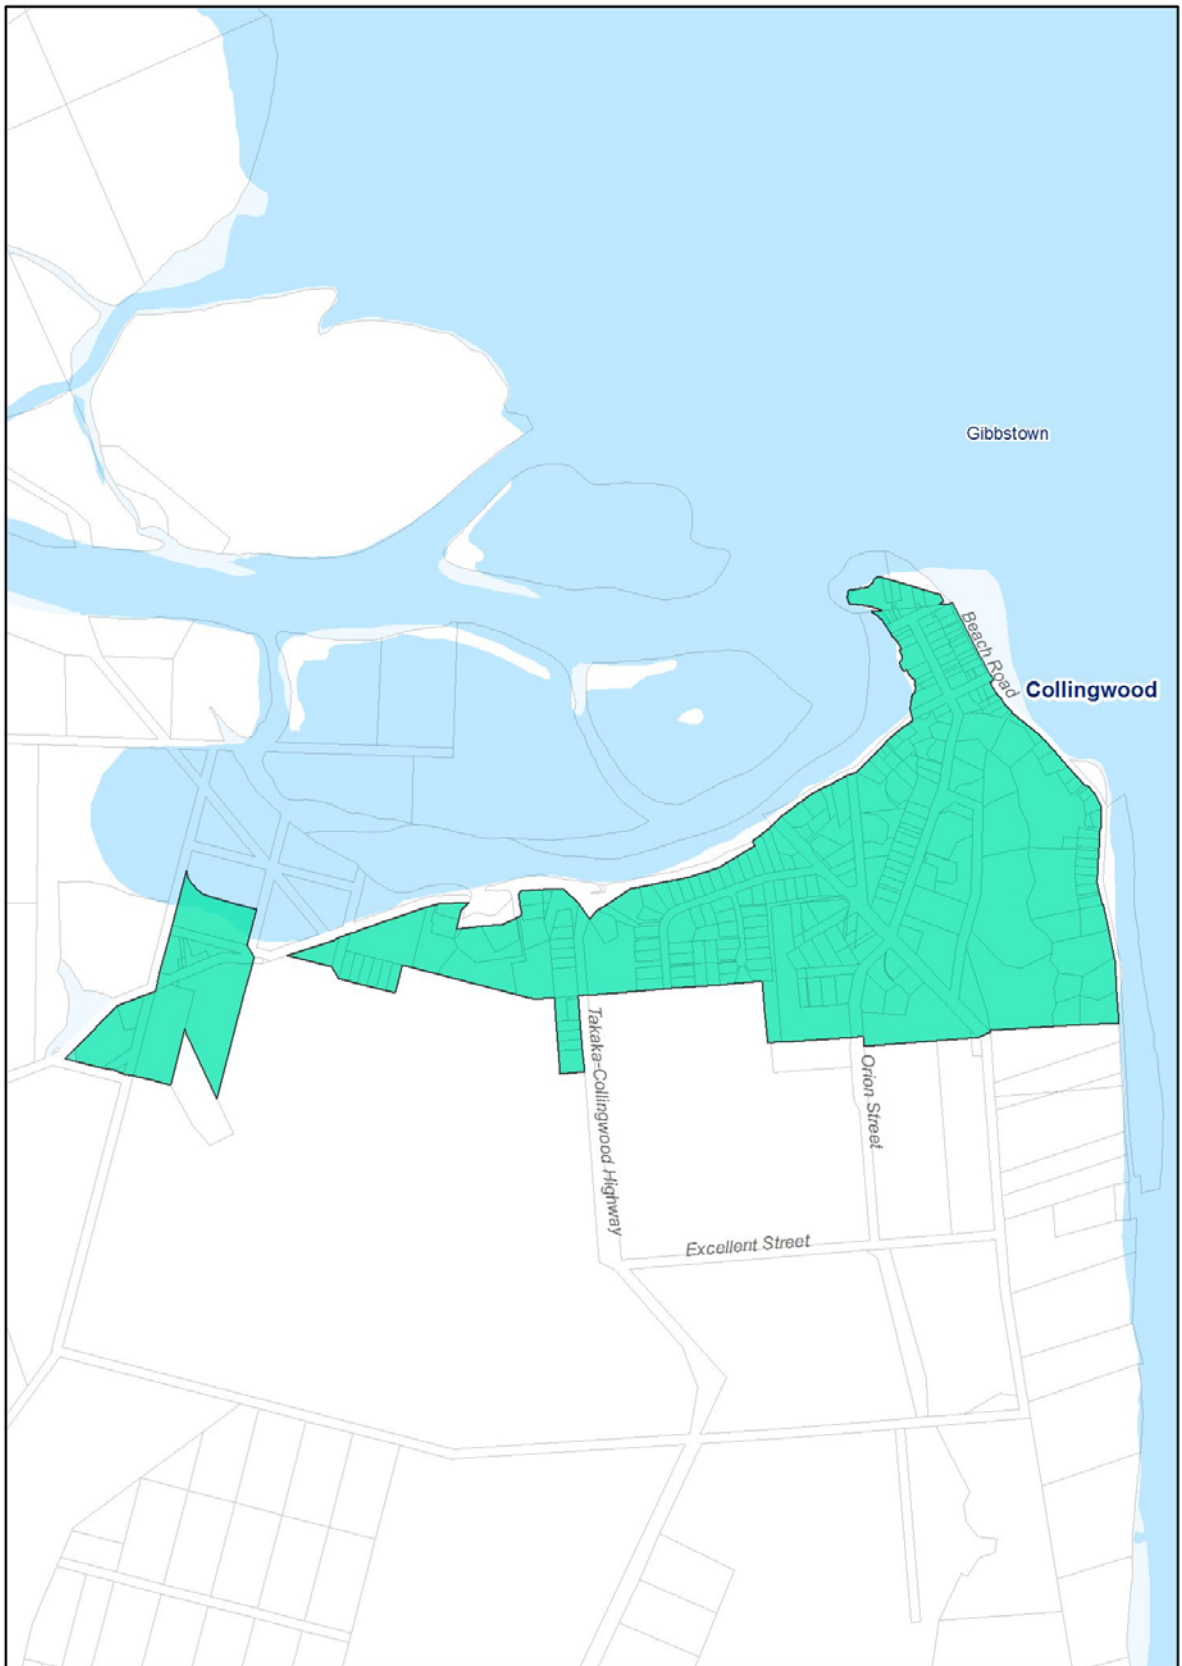 Gibbstown
Beach Road
Collingwood
Takaka-Collingwood Highway
Orion Street
Excellent Street